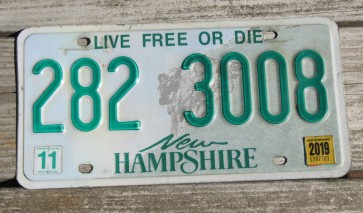 LIVE FREE OR DIE
282 3008
11
2019
New
HAMPSHIRE